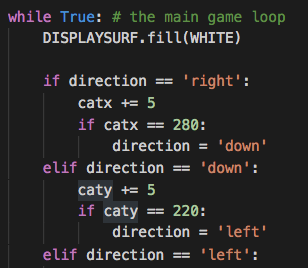 while True: # the main game loop
    DISPLAYSURF.fill(WHITE)

    if direction == 'right':
        catx += 5
        if catx == 280:
            direction = 'down'
    elif direction == 'down':
        caty += 5
        if caty == 220:
            direction = 'left'
    elif direction == 'left':